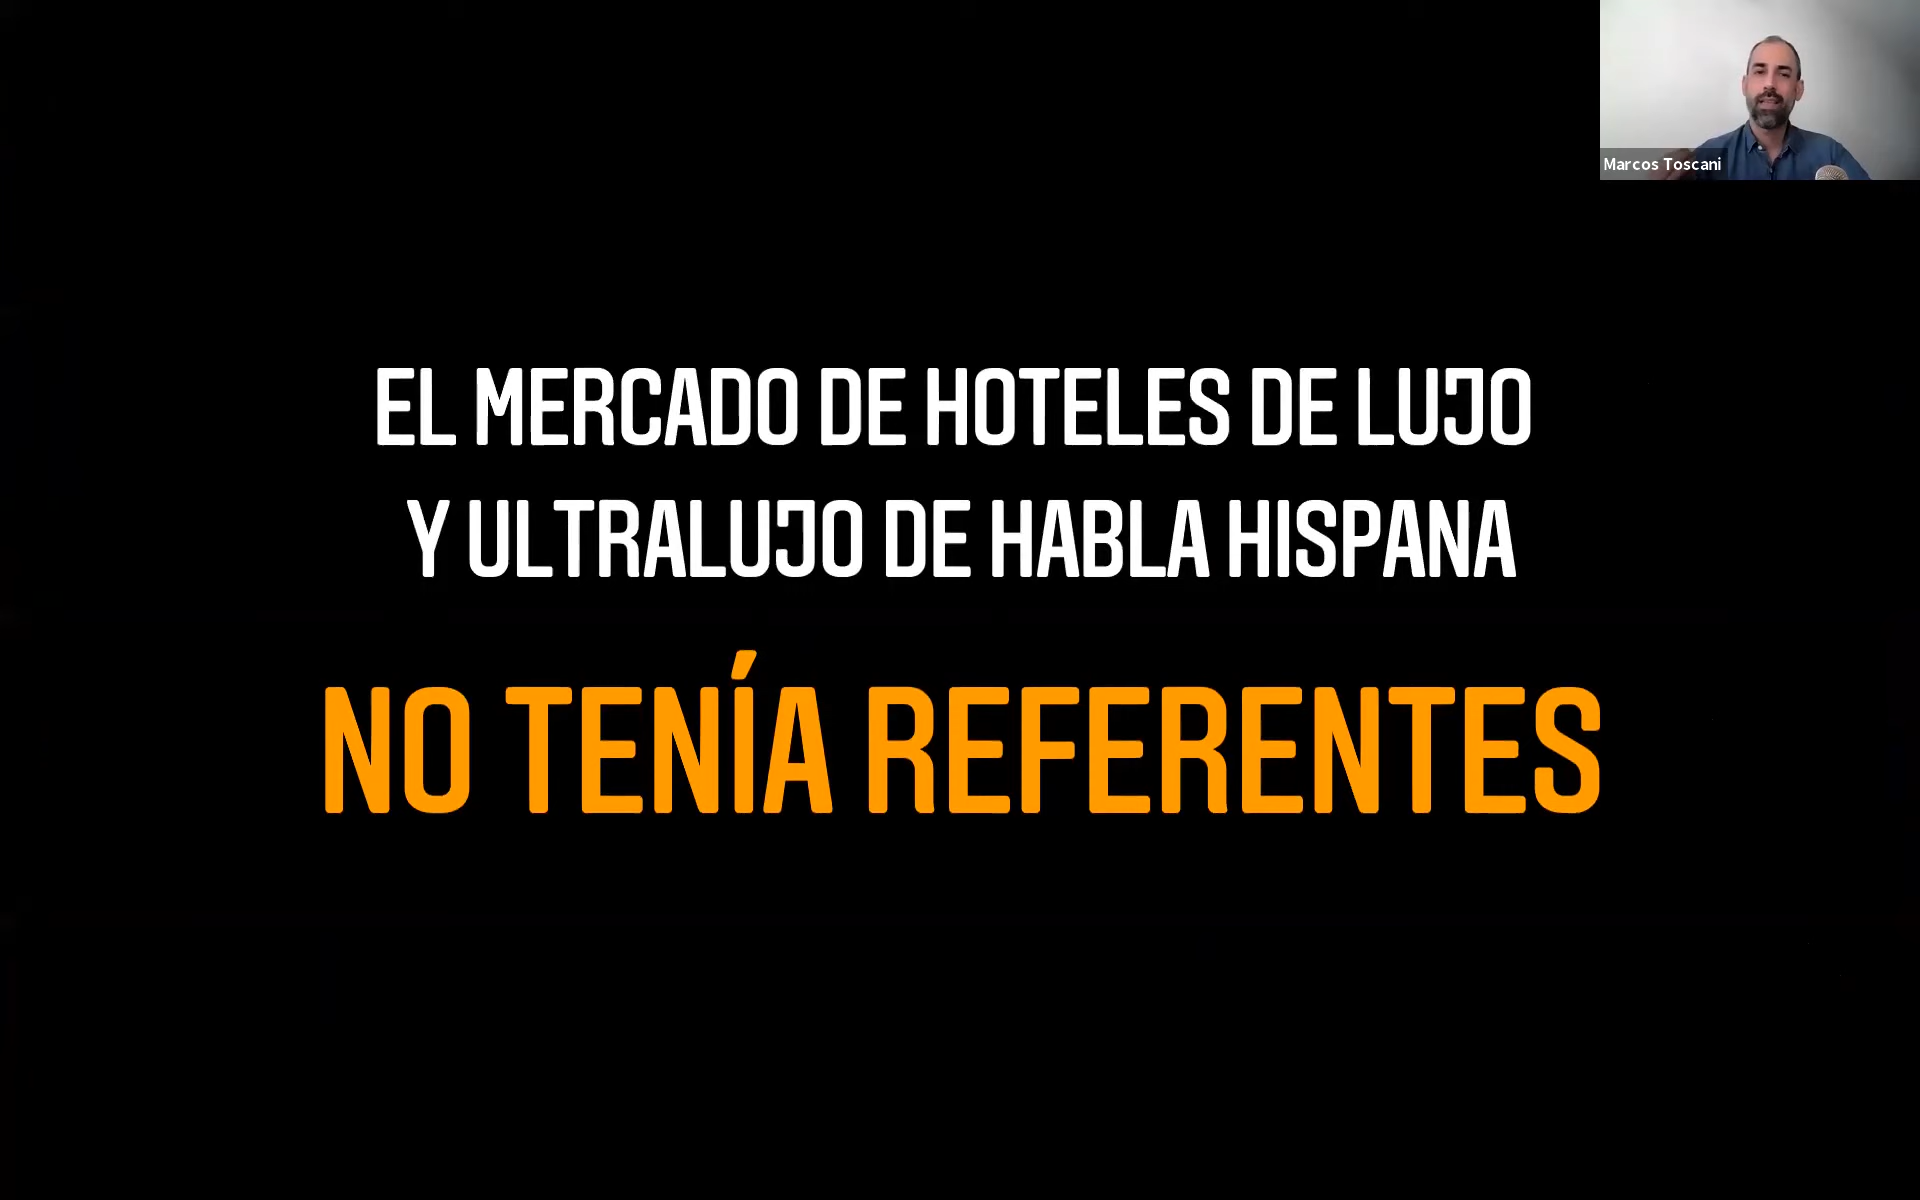 Marcos Toscani
EL MERCADO DE HOTELES DE LUJO
Y ULTRALUJO DE HABLA HISPANA
NO TENÍA REFERENTES